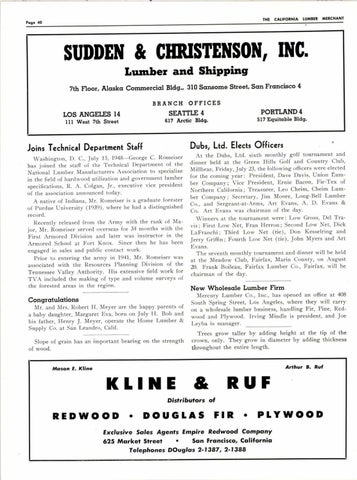 Page 40
THE CALIFORNIA LUMBER MERCHANT
SUDDEN & CHRISTENSON, INC.
Lumber and Shipping
7th Floor, Alaska Commercial Bldg., 310 Sansome Street, San Francisco 4
BRANCH OFFICES
LOS ANGELES 14
111 West 7th Street
SEATTLE 4
617 Arctic Bldg.
PORTLAND 4
517 Equitable Bldg.
Joins Technical Department Staff
Washington, D. C., July 15, 1948—George C. Romeiser
has joined the staff of the Technical Department of the
National Lumber Manufacturers Association to specialize
in the field of hardwood utilization and government lumber
specifications, R. A. Colgan, Jr., executive vice president
of the association announced today.
A native of Indiana, Mr. Romeiser is a graduate forester
of Purdue University (1939), where he had a distinguished
record.
Recently released from the Army with the rank of Ma-
jor, Mr. Romeiser served overseas for 34 months with the
First Armored Division and later was instructor in the
Armored School at Fort Knox. Since then he has been
engaged in sales and public contact work.
Prior to entering the army in 1941, Mr. Romeiser was
associated with the Resources Planning Division of the
Tennessee Valley Authority. His extensive field work for
TVA included the making of type and volume surveys of
the forested areas in the region.
Congratulations
Mr. and Mrs. Robert H. Meyer are the happy parents of
a baby daughter, Margaret Eva, born on July H. Bob and
his father, Henry J. Meyer, operate the Home Lumber &
Supply Co. at San Leandro, Calif.
Slope of grain has an important bearing on the strength
of wood.
Dubs, Ltd. Elects Officers
At the Dubs, Ltd. sixth monthly golf tournament and
dinner held at the Green Hills Golf and Country Club,
Millbrae, Friday, July 23, the following officers were elected
for the coming year: President, Dave Davis, Union Lum-
ber Company; Vice President, Ernie Bacon, Fir-Tex of
Northern California; Treasurer, Leo Cheim, Cheim Lum-
ber Company; Secretary, Jim Moore, Long-Bell Lumber
Co., and Sergeant-at-Arms, Art Evans, A. D. Evans &
Co. Art Evans was chairman of the day.
Winners at the tournament were: Low Gross, Del Tra-
vis; First Low Net, Fran Herron; Second Low Net, Dick
LaFranchi; Third Low Net (tie), Don Kesley and
Jerry Griffin; Fourth Low Net (tie), John Myers and Art
Evans.
The seventh monthly tournament and dinner will be held
at the Meadow Club, Fairfax, Marin County, on August
20. Frank Boileau, Fairfax Lumber Co., Fairfax, will be
chairman of the day.
New Wholesale Lumber Firm
Mercury Lumber Co., Inc., has opened an office at 408
South Spring Street, Los Angeles, where they will carry
on a wholesale lumber business, handling Fir, Pine, Red-
wood and Plywood. Irving Mindle is president, and Joe
Layba is manager.
Trees grow taller by adding height at the tip of the
crown, only. They grow in diameter by adding thickness
throughout the entire length.
Mason E. Kline
Arthur B. Ruf
KLINE & RUF
Distributors of
REDWOOD • DOUGLAS FIR • PLYWOOD
Exclusive Sales Agents Empire Redwood Company
625 Market Street • San Francisco, California
Telephones DOuglas 2-1387, 2-1388